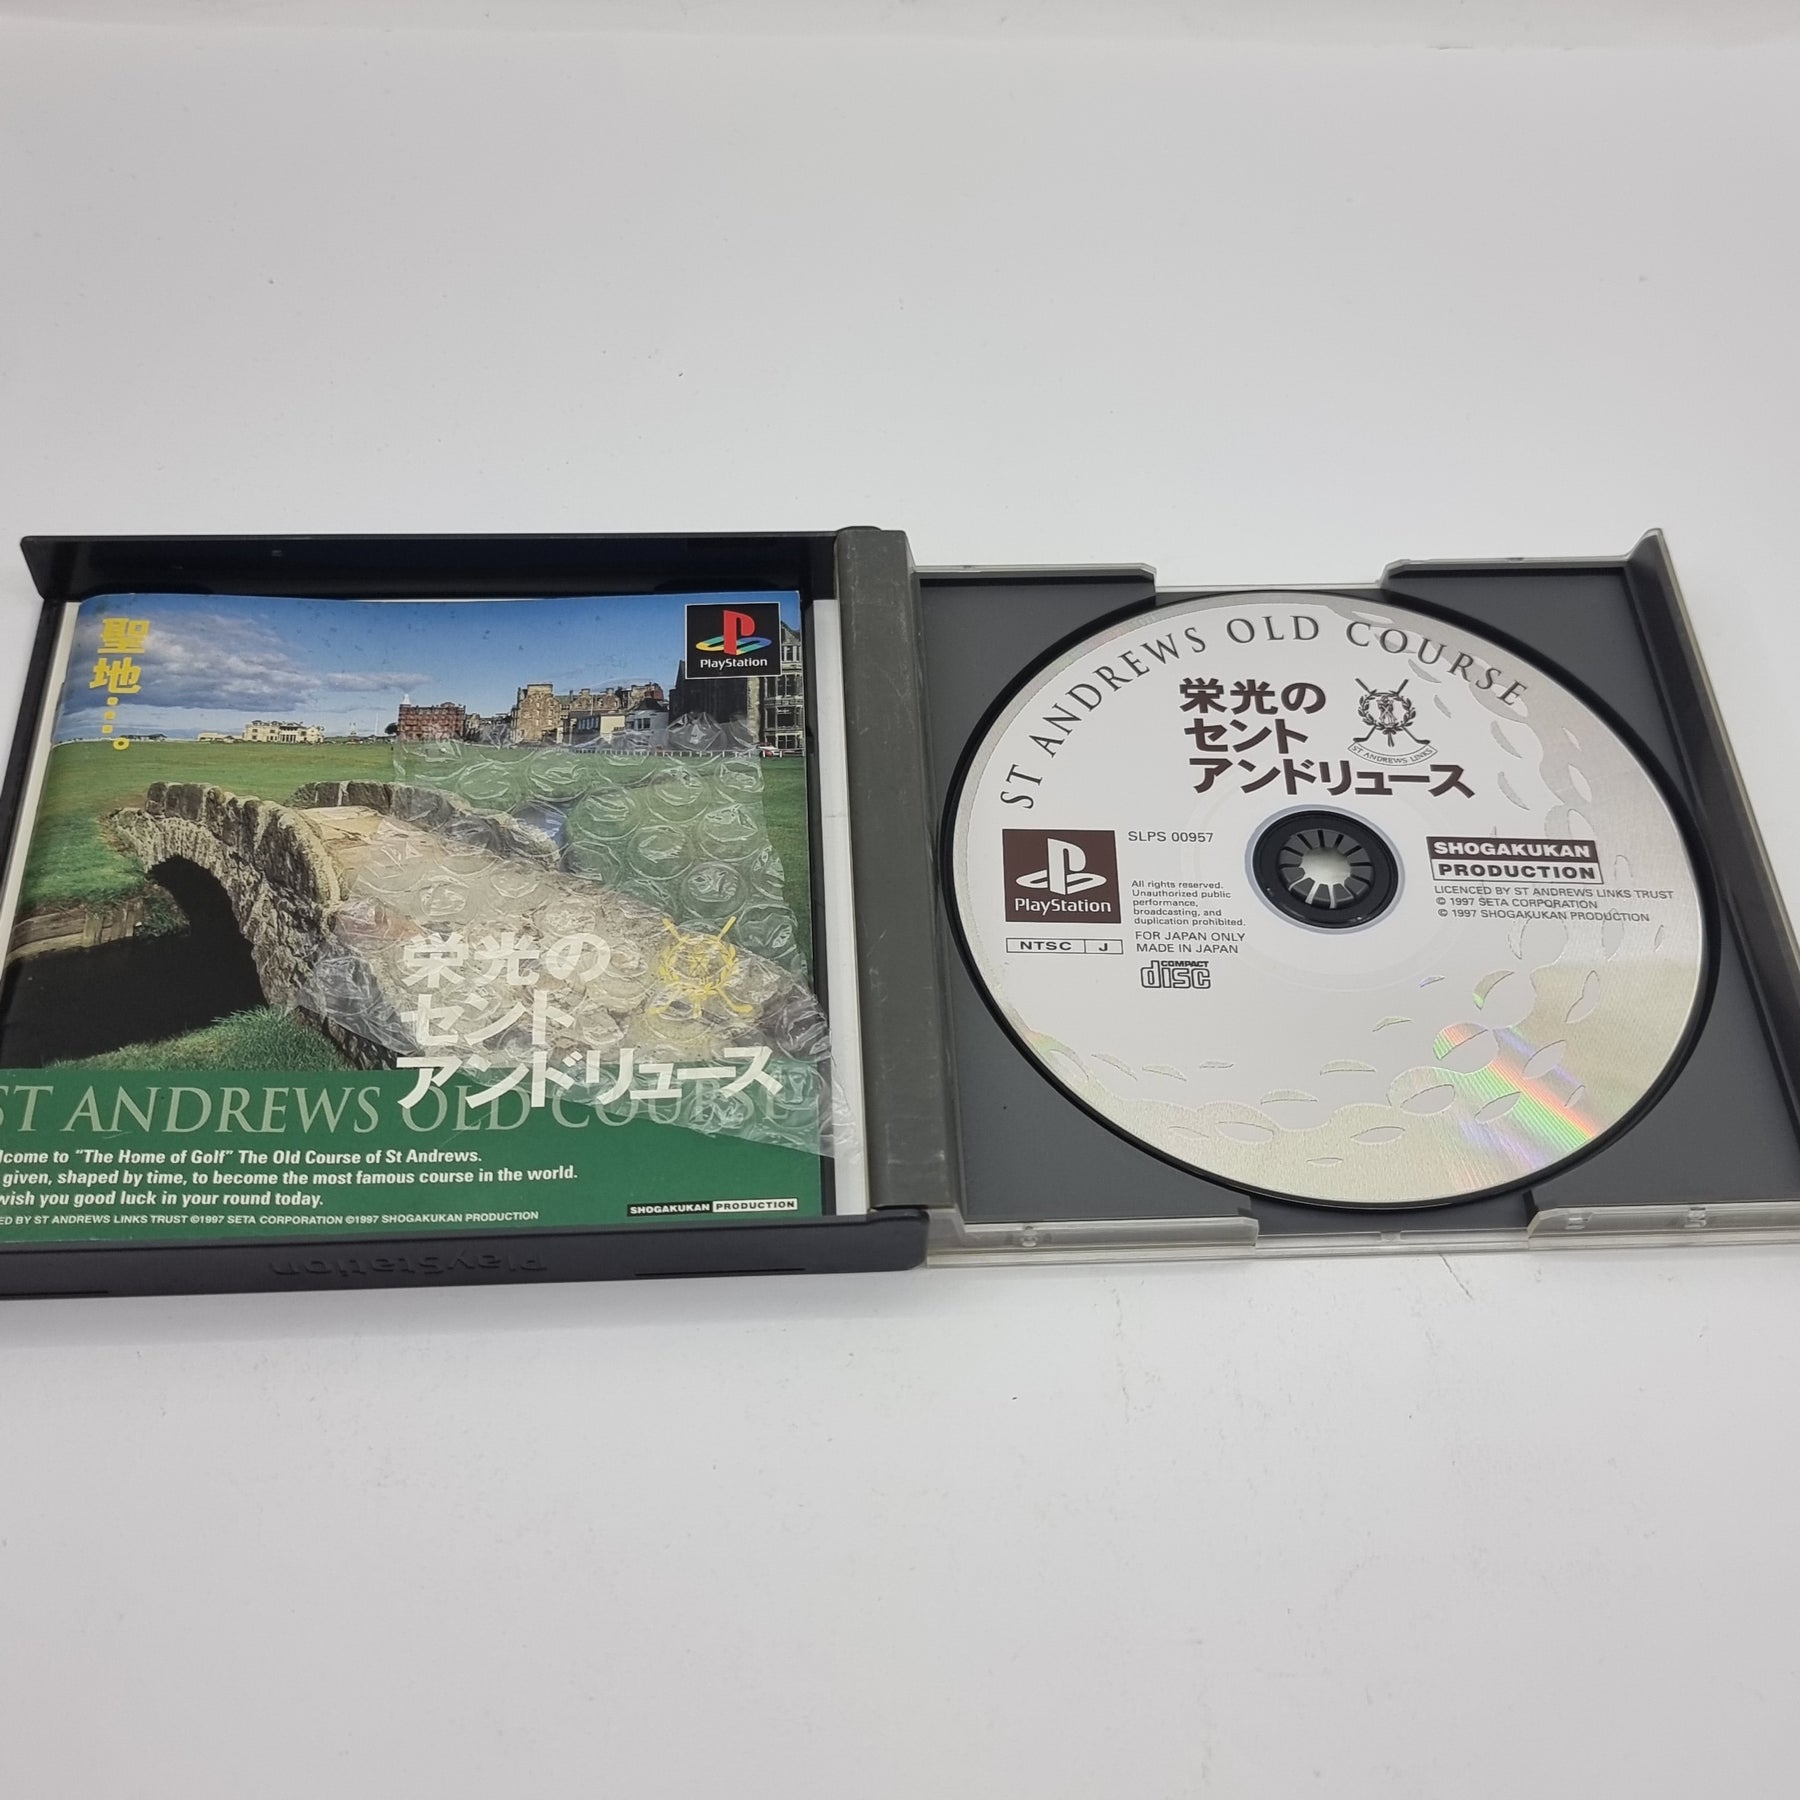 聖地……。
PlayStation
栄光の
セント
アンドリュース
ST ANDREWS OLD COURSE
lcome to "The Home of Golf" The Old Course of St Andrews.
given, shaped by time, to become the most famous course in the world.
wish you good luck in your round today.
ED BY ST ANDREWS LINKS TRUST ©1997 SETA CORPORATION ©1997 SHOGAKUKAN PRODUCTION
SHOGAKUKAN PRODUCTION
PlayStation
ST ANDREWS OLD COURSE
栄光の
セント
アンドリュース
ST ANDREWS LINKS
PlayStation
NTSC J
SLPS 00957
All rights reserved.
Unauthorized public
performance,
broadcasting, and
duplication prohibited.
FOR JAPAN ONLY
MADE IN JAPAN
COMPACT
disc
SHOGAKUKAN
PRODUCTION
LICENCED BY ST ANDREWS LINKS TRUST
© 1997 SETA CORPORATION
© 1997 SHOGAKUKAN PRODUCTION